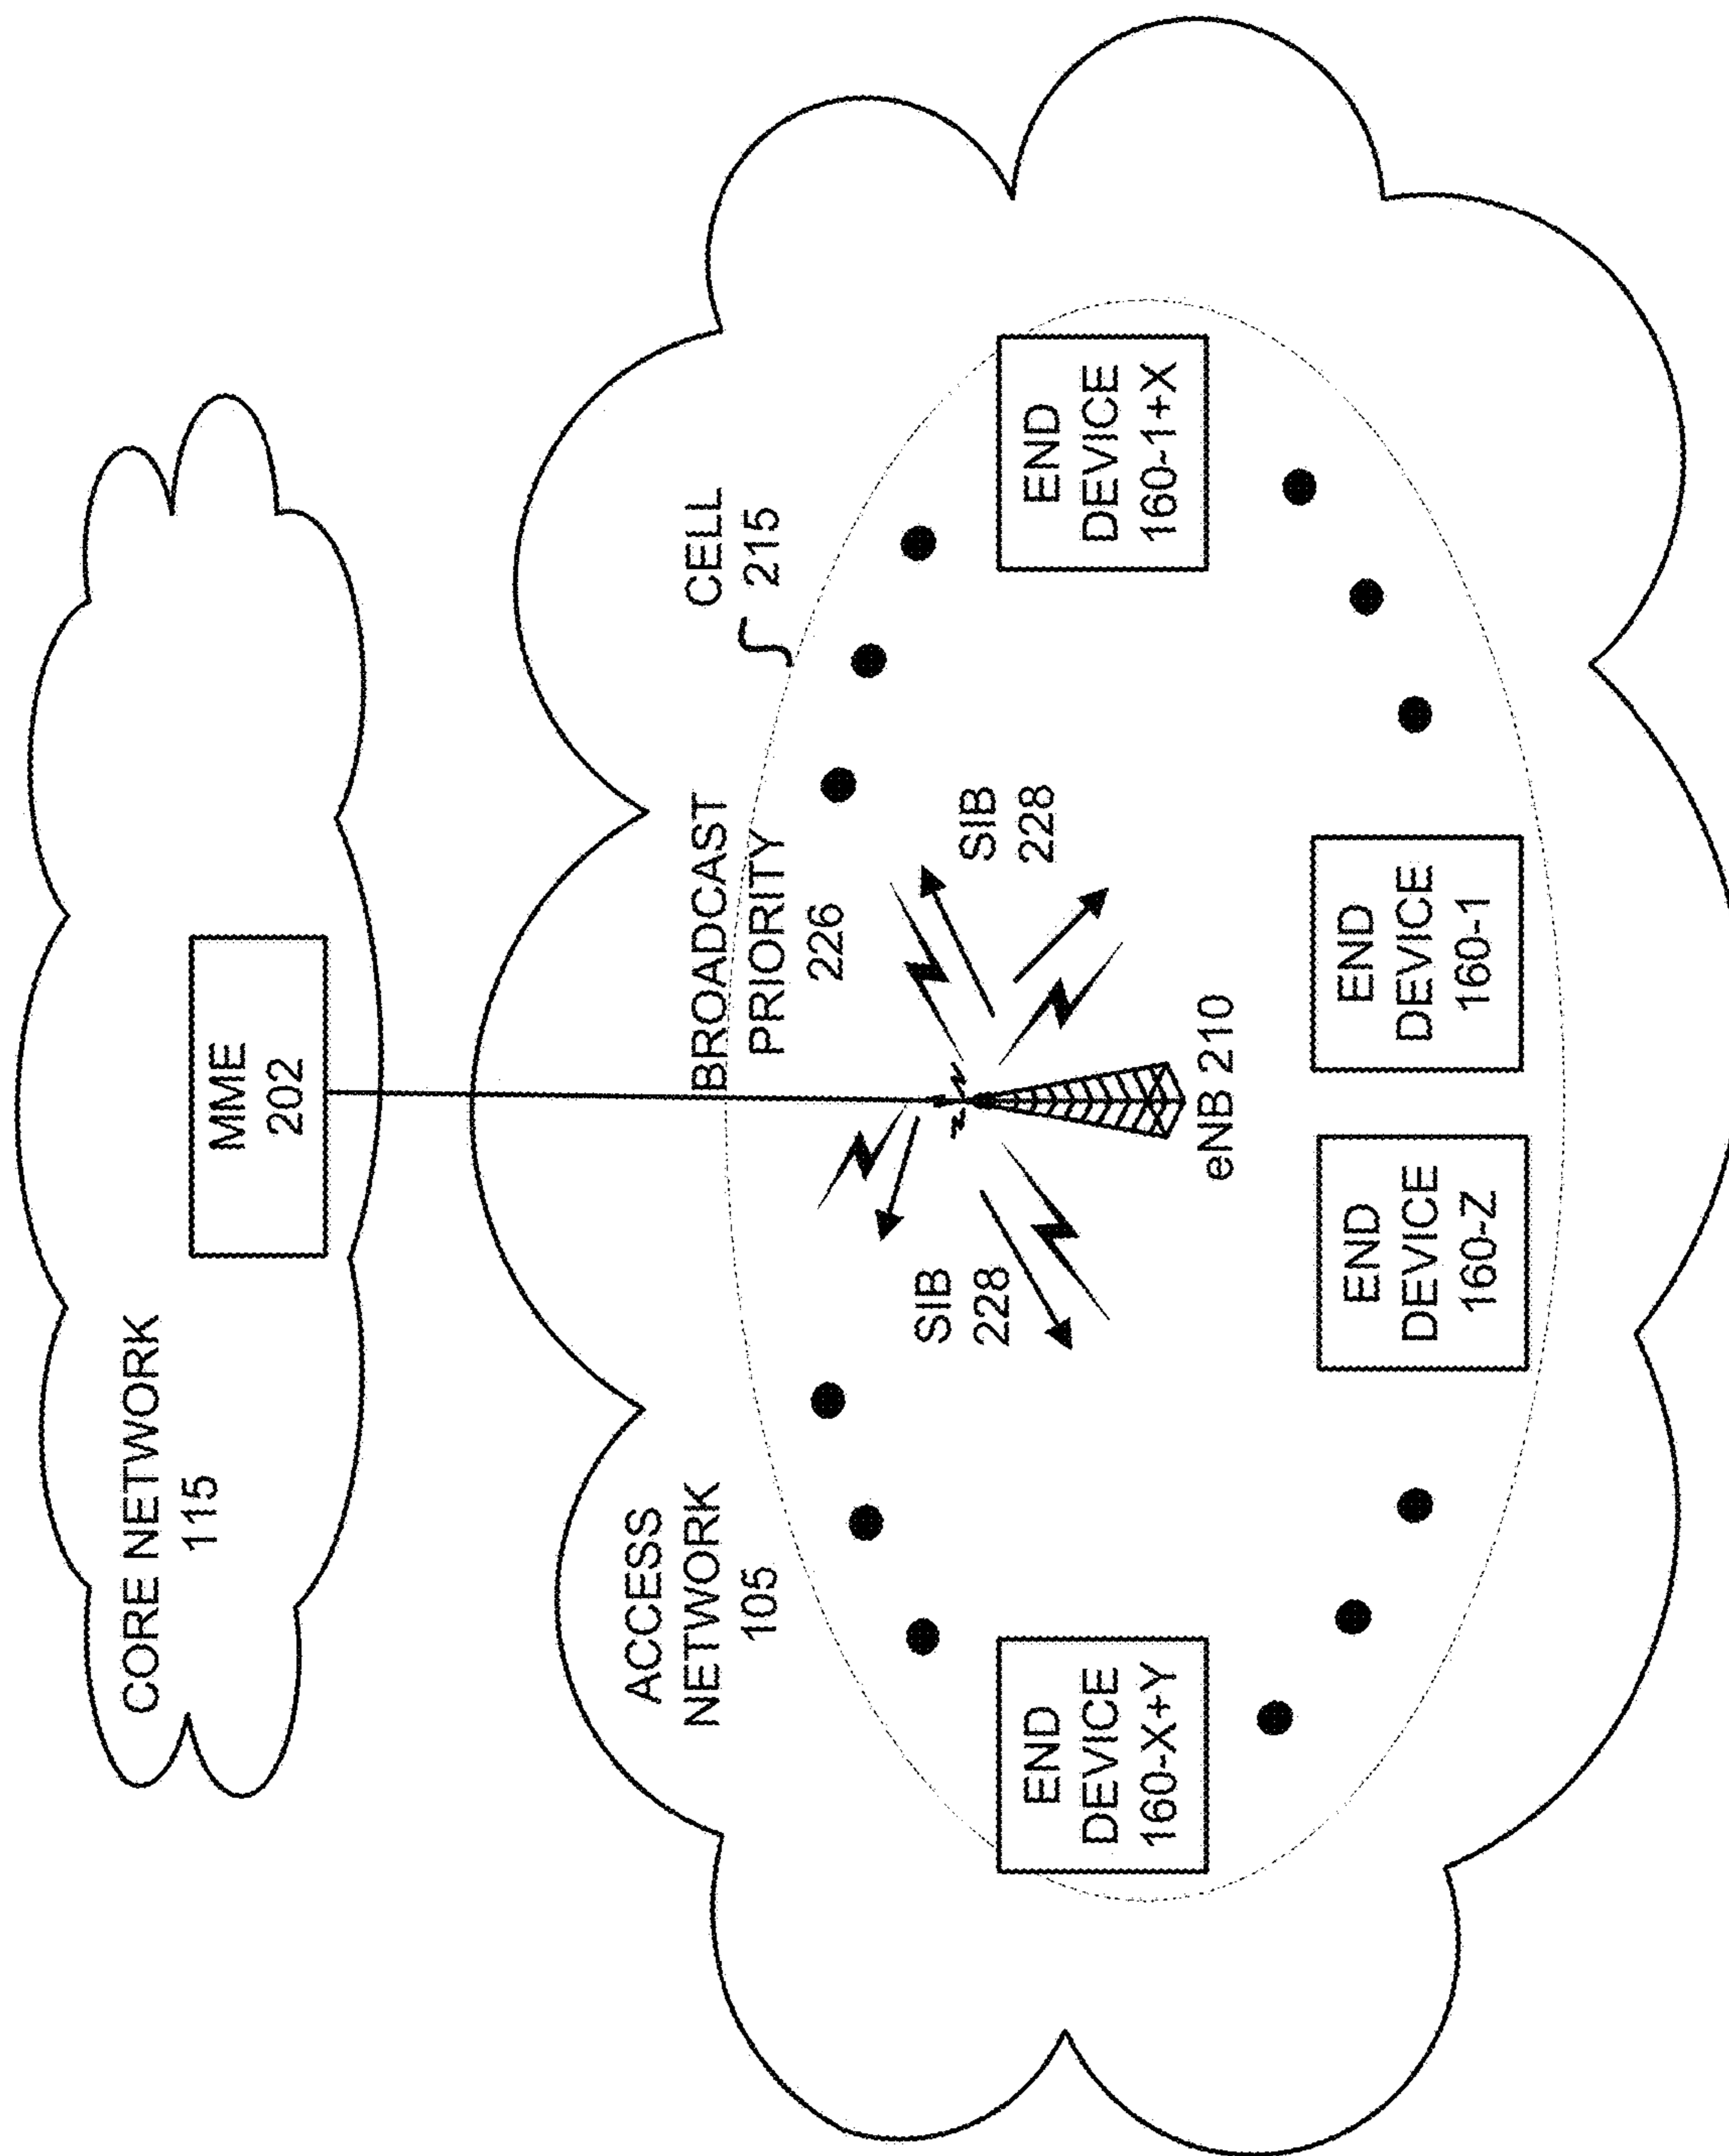 CORE NETWORK
115
MME
202
ACCESS
NETWORK
105
BROADCAST
PRIORITY
226
CELL
215
SIB
228
SIB
228
eNB 210
END
DEVICE
160-X+Y
END
DEVICE
160-1+X
END
DEVICE
160-Z
END
DEVICE
160-1